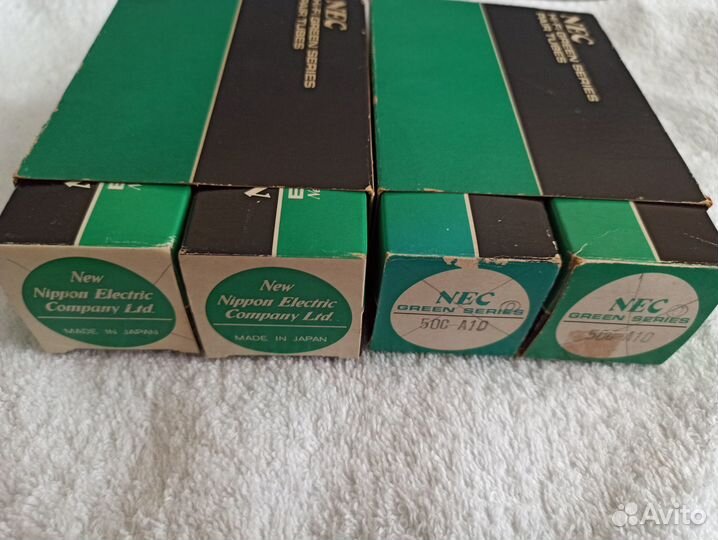 NEC
HI-FI GREEN SERIES
PAIR TUBES
NEC
HI-FI GREEN SERIES
PAIR TUBES
New
Nippon Electric
Company Ltd.
MADE IN JAPAN
New
Nippon Electric
Company Ltd.
MADE IN JAPAN
NEC
GREEN SERIES
50C-A10
NEC
GREEN SERIES
50C-A10
Avito